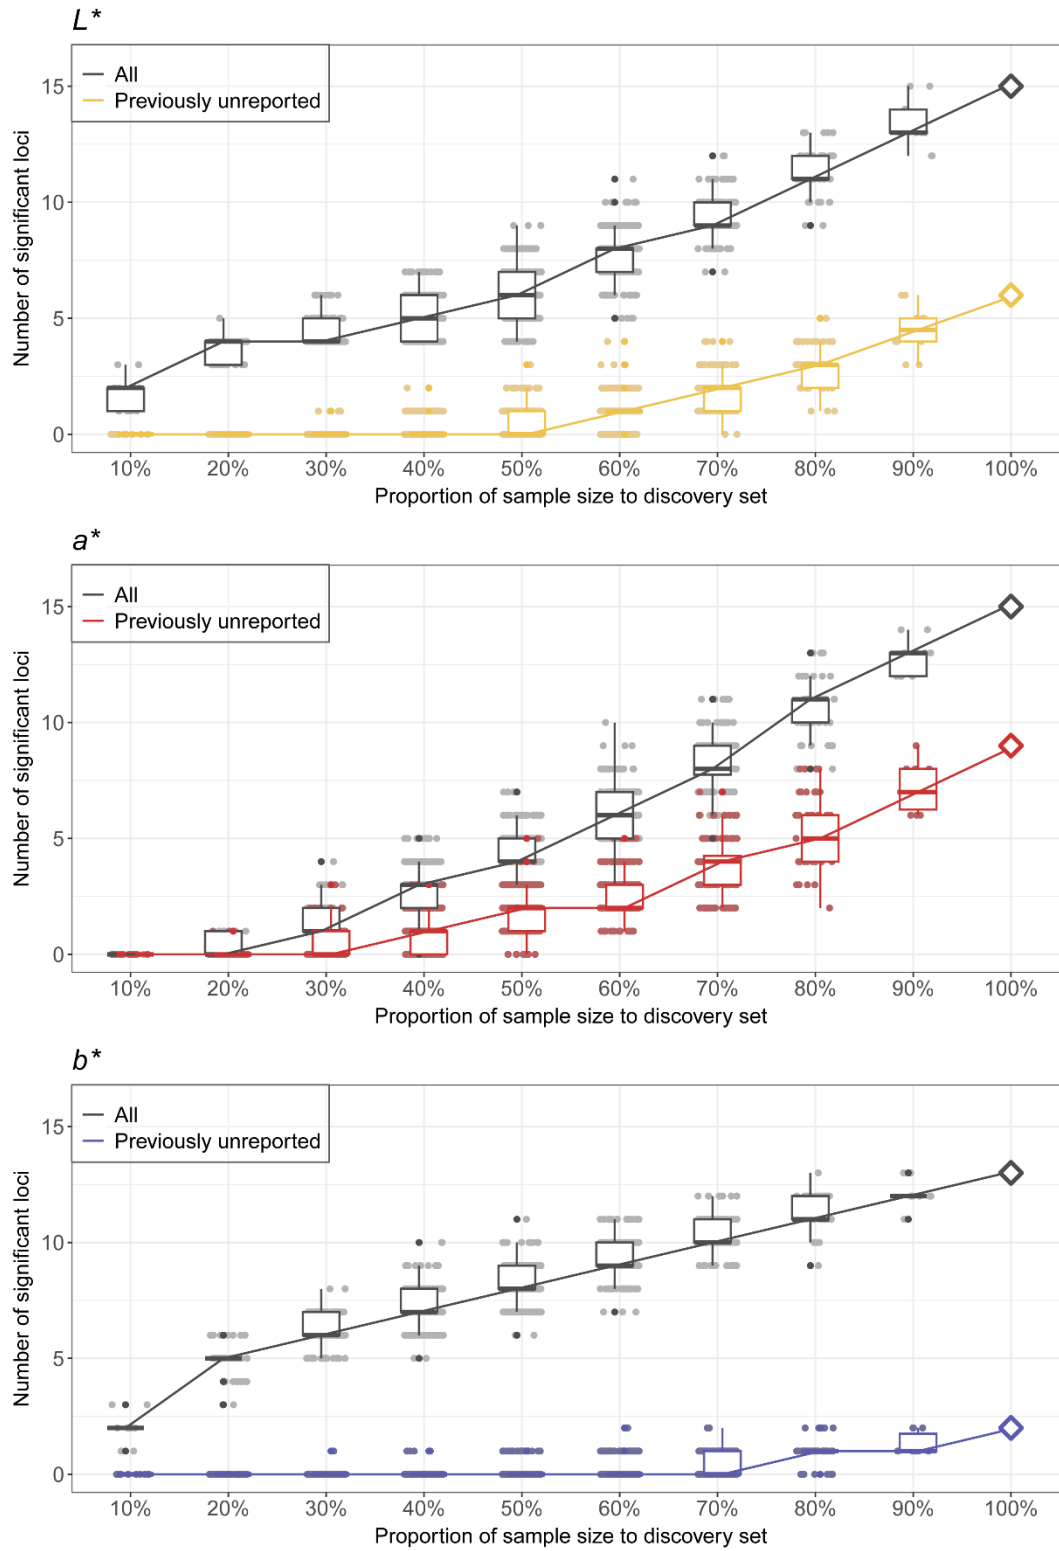 L*
All
Previously unreported
15
10
5
0
Number of significant loci
10% 20% 30% 40% 50% 60% 70% 80% 90% 100%
Proportion of sample size to discovery set
a*
All
Previously unreported
15
10
5
0
Number of significant loci
10% 20% 30% 40% 50% 60% 70% 80% 90% 100%
Proportion of sample size to discovery set
b*
All
Previously unreported
15
10
5
0
Number of significant loci
10% 20% 30% 40% 50% 60% 70% 80% 90% 100%
Proportion of sample size to discovery set